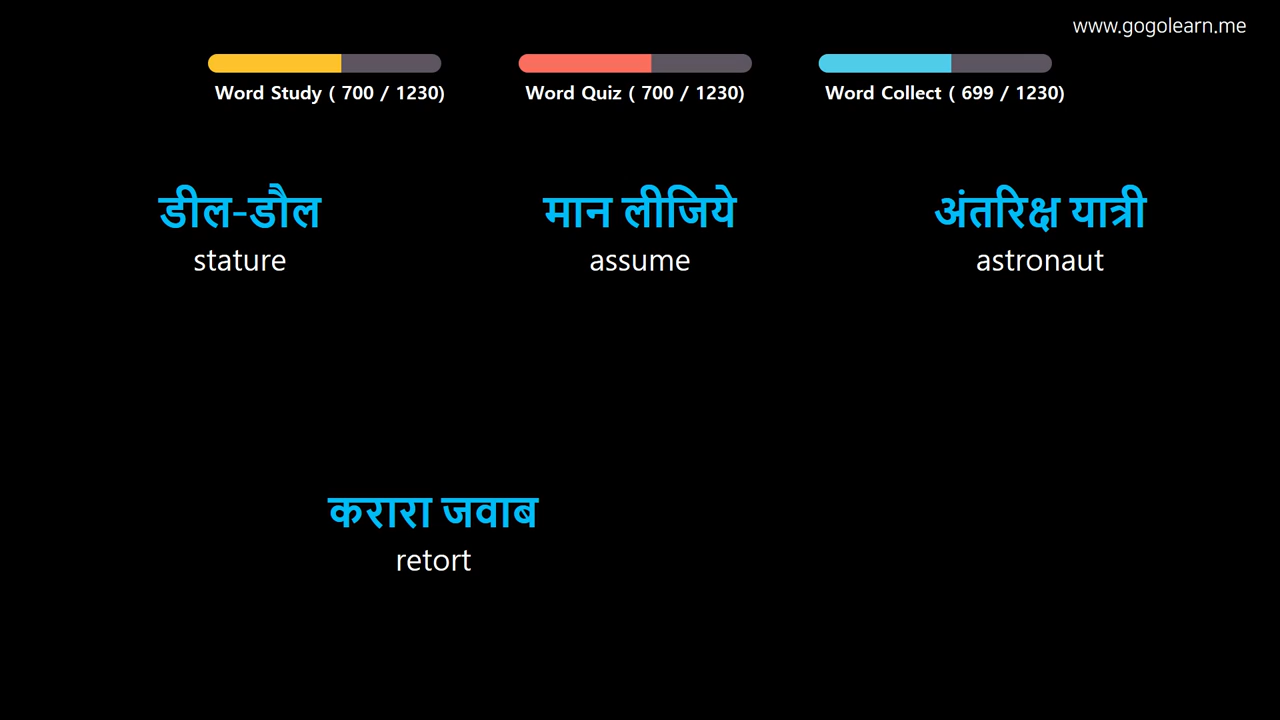 www.gogolearn.me
Word Study ( 700 / 1230)
Word Quiz ( 700 / 1230)
Word Collect ( 699 / 1230)
डील-डौल
stature
मान लीजिये
assume
अंतरिक्ष यात्री
astronaut
करारा जवाब
retort